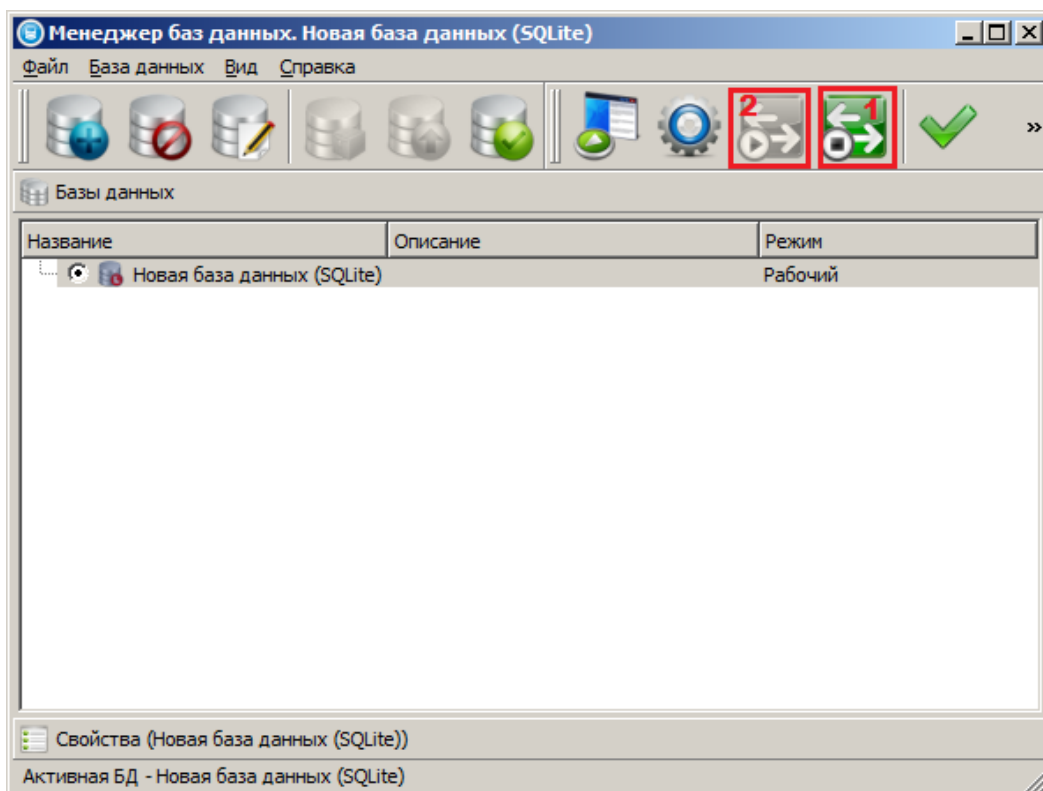 Менеджер баз данных. Новая база данных (SQLite)
Файл База данных Вид Справка
2 1
»
Базы данных
Название Описание Режим
Новая база данных (SQLite) Рабочий
Свойства (Новая база данных (SQLite))
Активная БД - Новая база данных (SQLite)